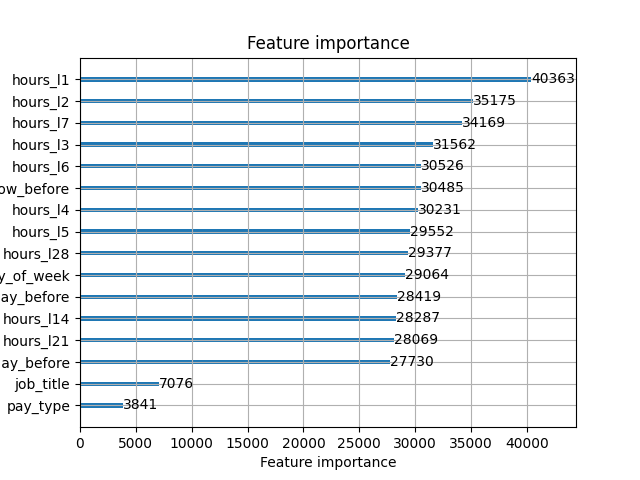 Feature importance
hours_l1 40363
hours_l2 35175
hours_l7 34169
hours_l3 31562
hours_l6 30526
ow_before 30485
hours_l4 30231
hours_l5 29552
hours_l28 29377
y_of_week 29064
ay_before 28419
hours_l14 28287
hours_l21 28069
ay_before 27730
job_title 7076
pay_type 3841
0 5000 10000 15000 20000 25000 30000 35000 40000
Feature importance